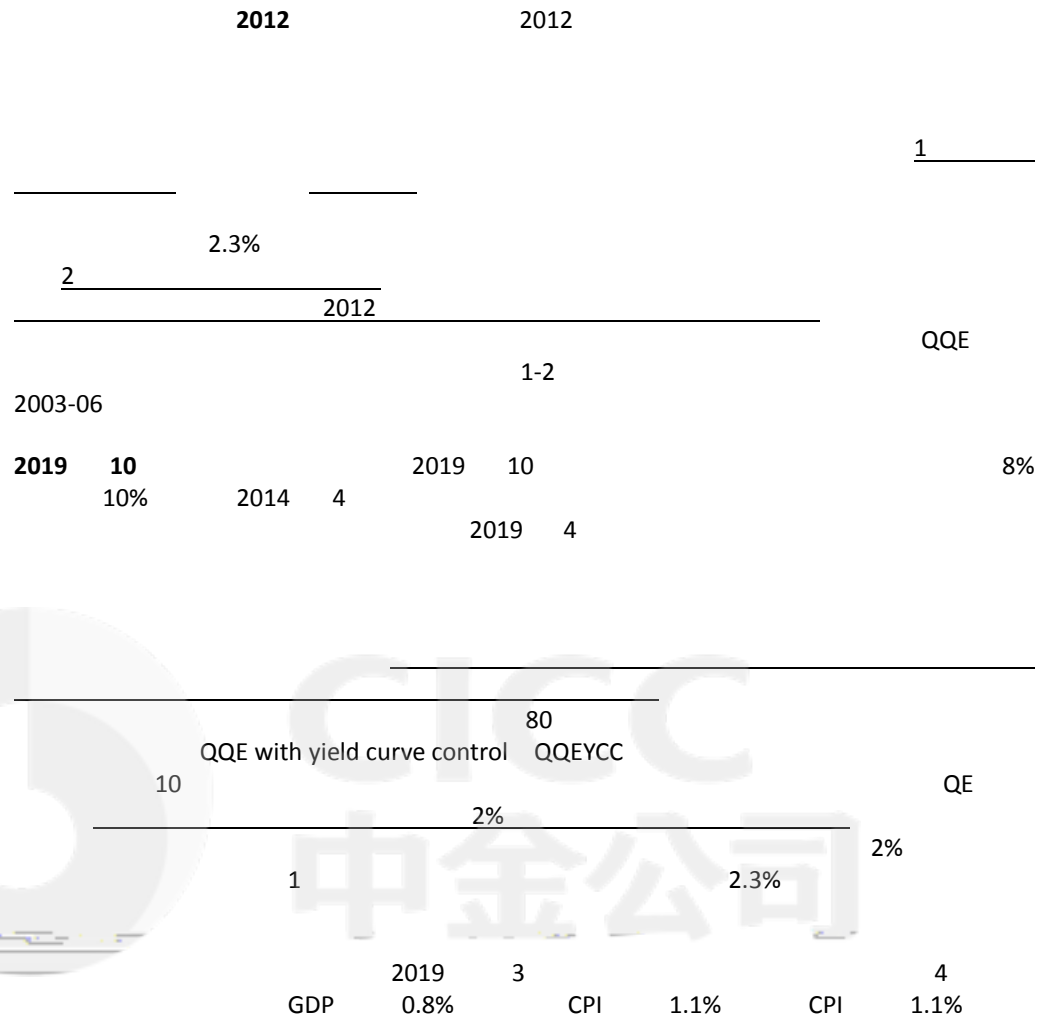 2012 2012
1
2.3%
2
2012
QQE
1-2
2003-06
2019 10 2019 10 8%
10% 2014 4
2019 4
CICC
80
QQE with yield curve control QQEYCC
10 QE
2%
中金公司
2%
1 2.3%
2019 3 4
GDP 0.8% CPI 1.1% CPI 1.1%